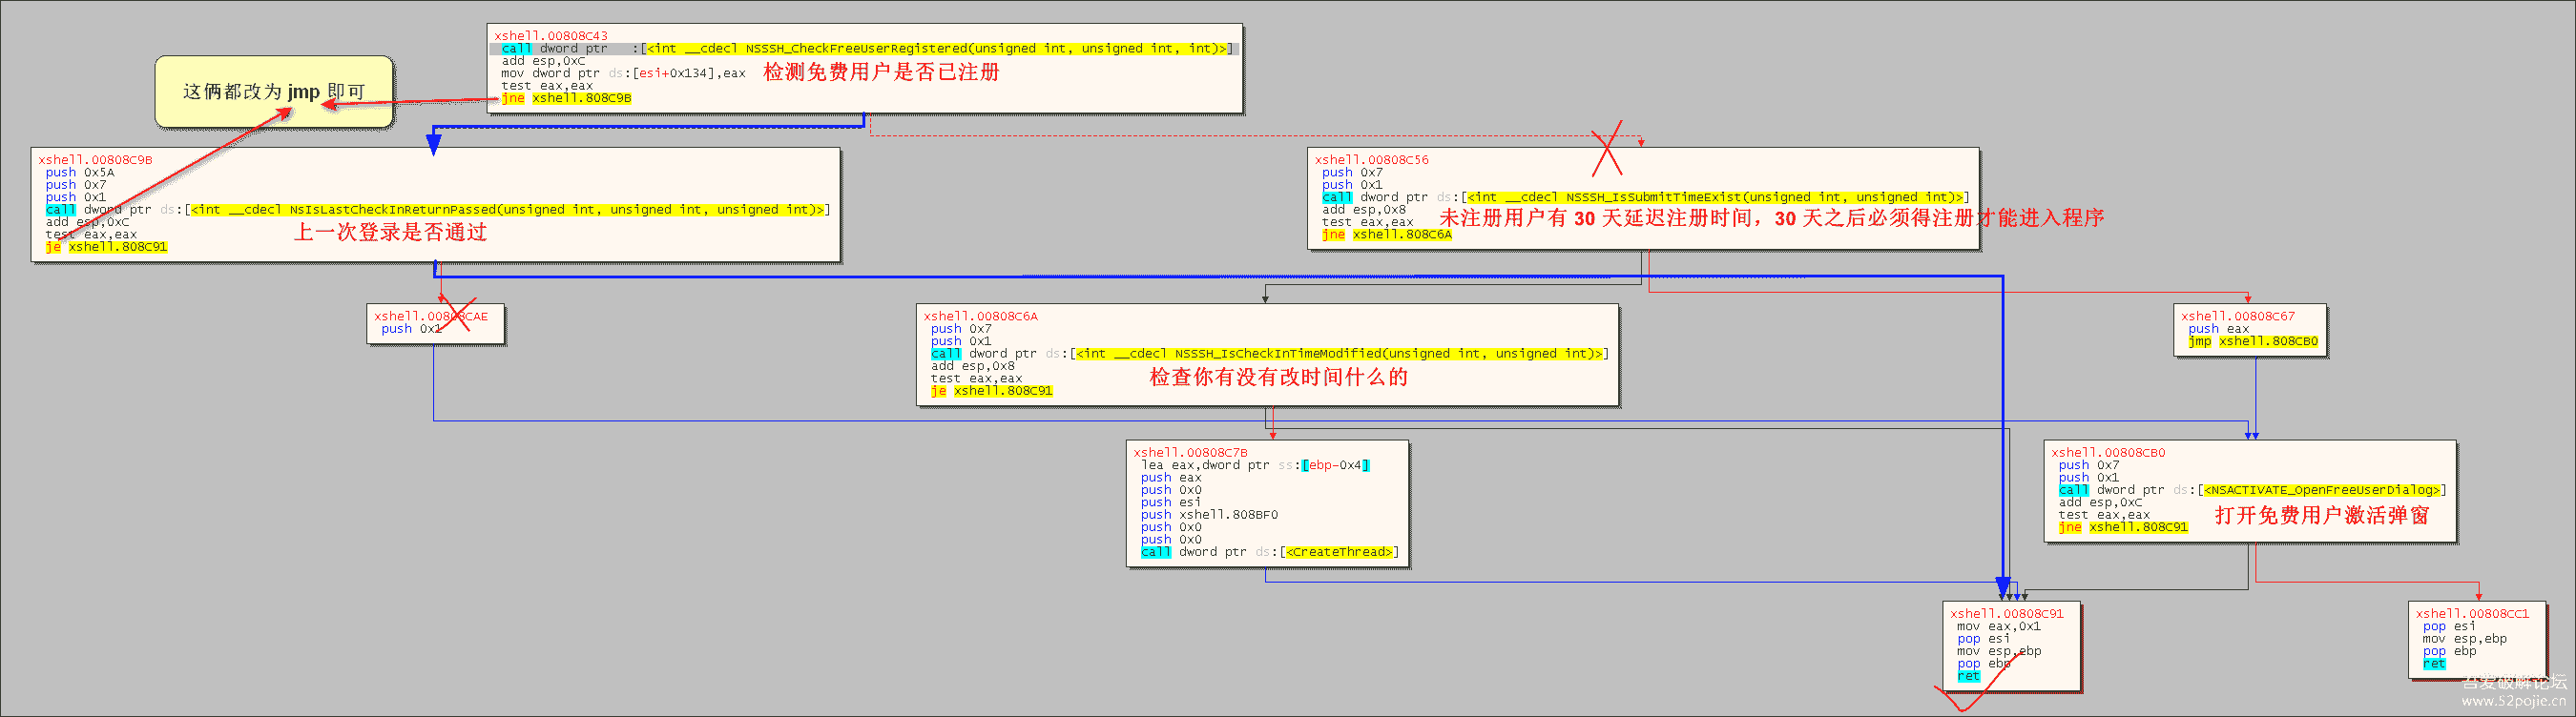 xshell.00808C43
call dword ptr :[<int __cdecl NSSSH_CheckFreeUserRegistered(unsigned int, unsigned int, int)>]
add esp,0xC
mov dword ptr ds:[esi+0x134],eax
检测免费用户是否已注册
test eax,eax
jne xshell.808C9B
这俩都改为 jmp 即可
xshell.00808C9B
push 0x5A
push 0x7
push 0x1
call dword ptr ds:[<int __cdecl NsIsLastCheckInReturnPassed(unsigned int, unsigned int, unsigned int)>]
add esp,0xC
test eax,eax
上一次登录是否通过
je xshell.808C91
xshell.00808C56
push 0x7
push 0x1
call dword ptr ds:[<int __cdecl NSSSH_IsSubmitTimeExist(unsigned int, unsigned int)>]
add esp,0x8
未注册用户有 30 天延迟注册时间，30 天之后必须得注册才能进入程序
test eax,eax
jne xshell.808C6A
xshell.00808CAE
push 0x1
xshell.00808C6A
push 0x7
push 0x1
call dword ptr ds:[<int __cdecl NSSSH_IsCheckInTimeModified(unsigned int, unsigned int)>]
add esp,0x8
test eax,eax
检查你有没有改时间什么的
je xshell.808C91
xshell.00808C67
push eax
jmp xshell.808CB0
xshell.00808C7B
lea eax,dword ptr ss:[ebp-0x4]
push eax
push 0x0
push esi
push xshell.808BF0
push 0x0
push 0x0
call dword ptr ds:[<CreateThread>]
xshell.00808CB0
push 0x7
push 0x1
call dword ptr ds:[<NSACTIVATE_OpenFreeUserDialog>]
add esp,0xC
test eax,eax
打开免费用户激活弹窗
jne xshell.808C91
xshell.00808C91
mov eax,0x1
pop esi
mov esp,ebp
pop ebp
ret
xshell.00808CC1
pop esi
mov esp,ebp
pop ebp
ret
吾爱破解论坛
www.52pojie.cn